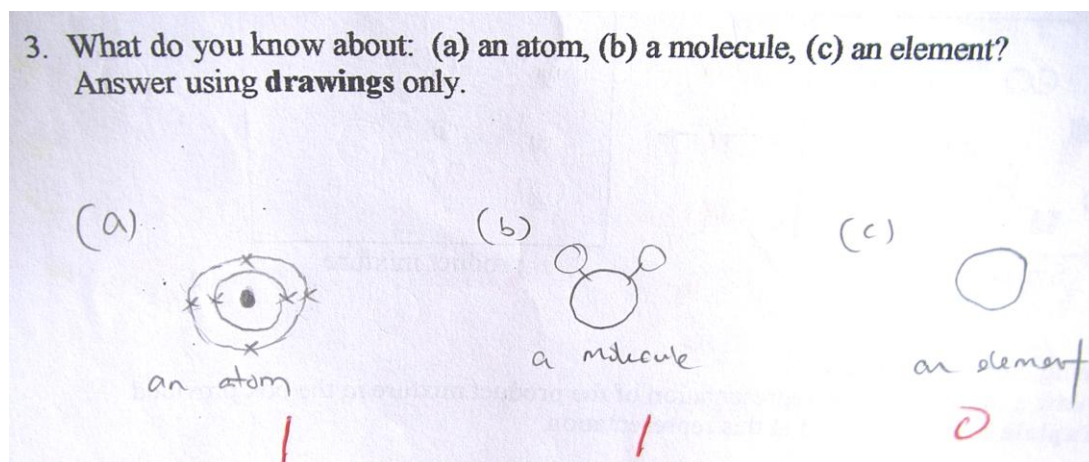 3. What do you know about: (a) an atom, (b) a molecule, (c) an element?
Answer using drawings only.
(a) (b) (c)
an atom a molecule an element
1 1 0